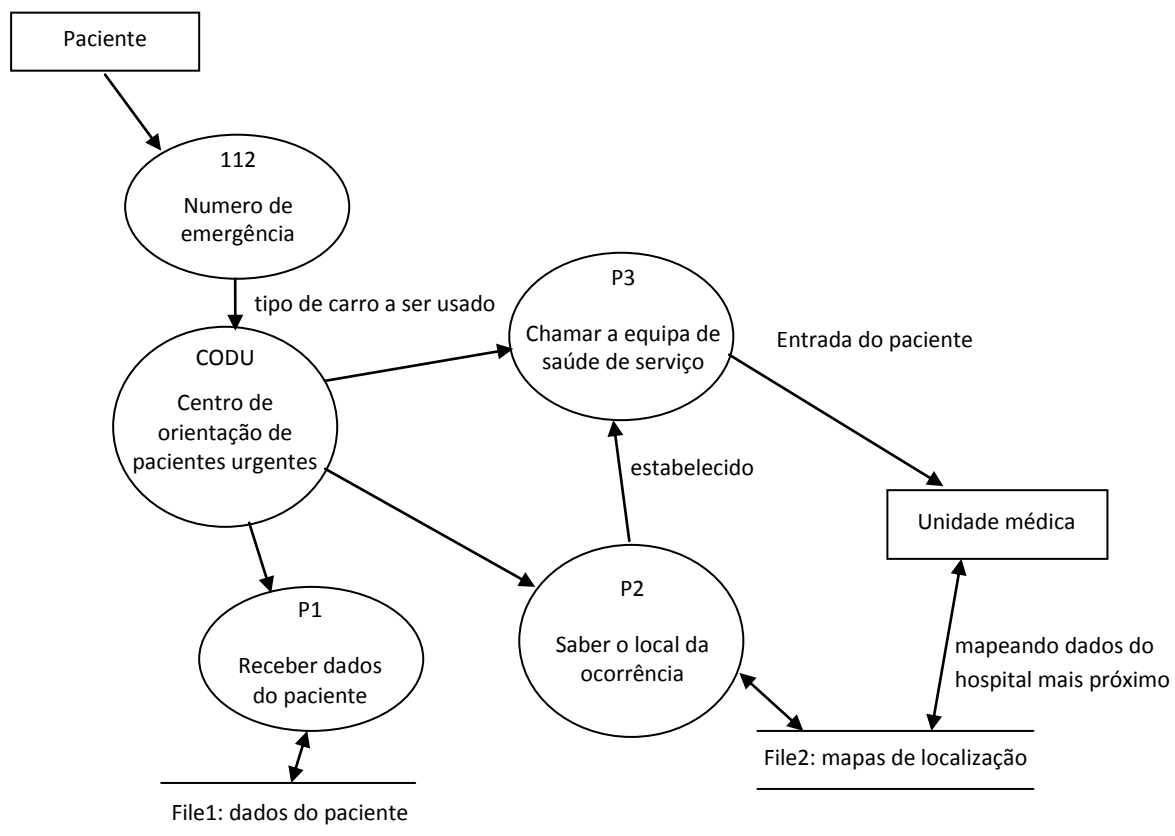 Paciente
112
Numero de
emergência
tipo de carro a ser usado
P3
Chamar a equipa de
saúde de serviço
Entrada do paciente
CODU
Centro de
orientação de
pacientes urgentes
estabelecido
Unidade médica
P1
Receber dados
do paciente
P2
Saber o local da
ocorrência
mapeando dados do
hospital mais próximo
File2: mapas de localização
File1: dados do paciente